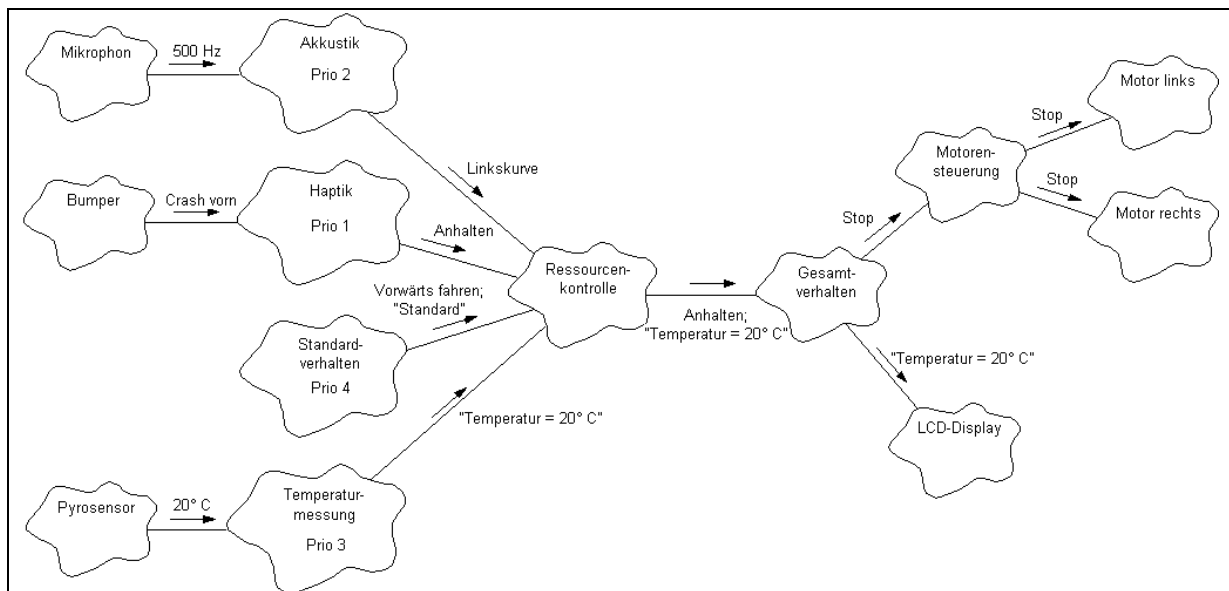 Mikrophon
500 Hz
Akkustik
Prio 2
Linkskurve
Bumper
Crash vorn
Haptik
Prio 1
Anhalten
Vorwärts fahren;
"Standard"
Standard-
verhalten
Prio 4
Pyrosensor
20° C
Temperatur-
messung
Prio 3
"Temperatur = 20° C"
Ressourcen-
kontrolle
Anhalten;
"Temperatur = 20° C"
Gesamt-
verhalten
Stop
Motoren-
steuerung
Stop
Motor links
Stop
Motor rechts
"Temperatur = 20° C"
LCD-Display